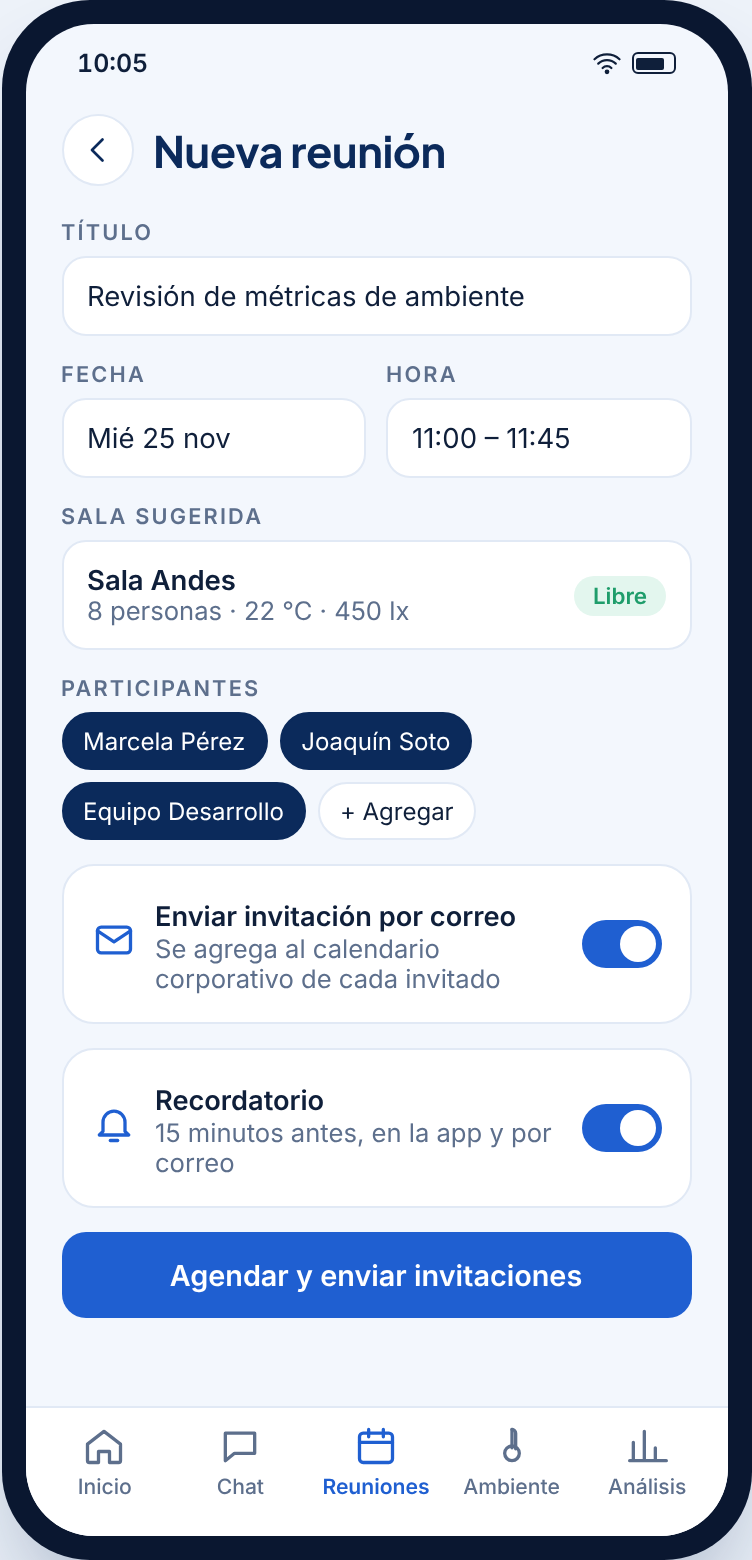 10:05
Nueva reunión
TÍTULO
Revisión de métricas de ambiente
FECHA
HORA
Mié 25 nov
11:00 – 11:45
SALA SUGERIDA
Sala Andes
8 personas · 22 °C · 450 lx
Libre
PARTICIPANTES
Marcela Pérez
Joaquín Soto
Equipo Desarrollo
+ Agregar
Enviar invitación por correo
Se agrega al calendario
corporativo de cada invitado
Recordatorio
15 minutos antes, en la app y por
correo
Agendar y enviar invitaciones
Inicio
Chat
Reuniones
Ambiente
Análisis